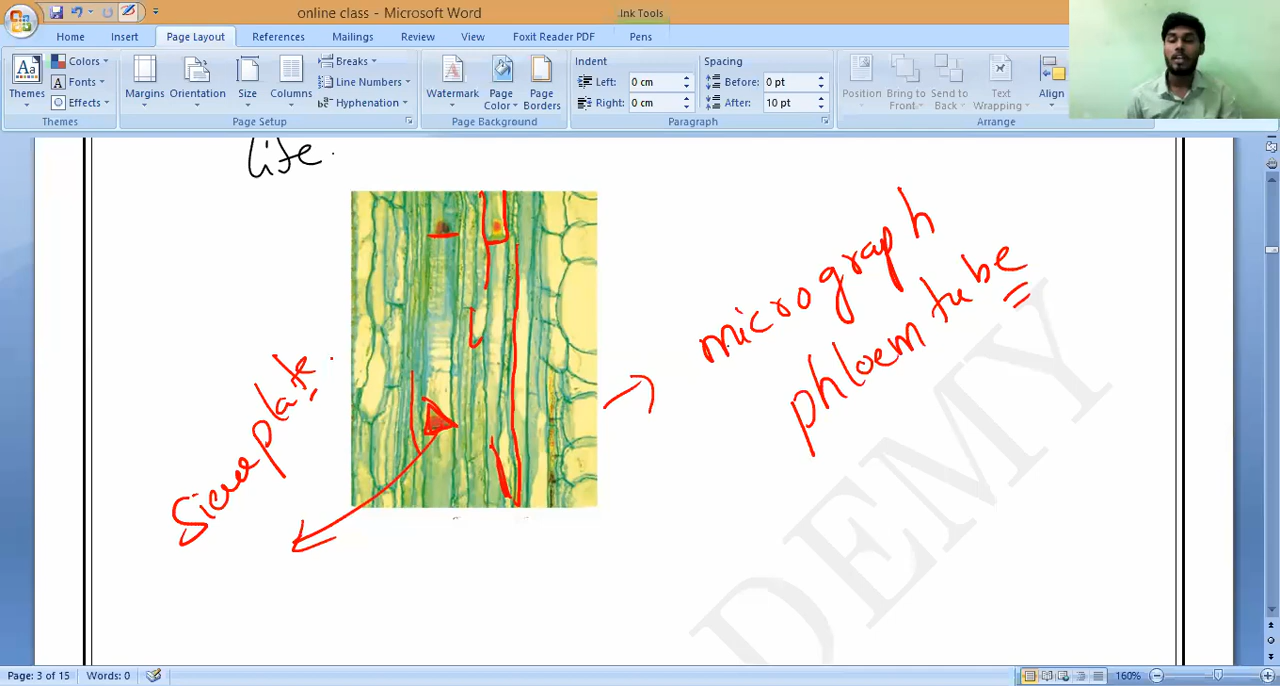 online class - Microsoft Word
Ink Tools
Home Insert Page Layout References Mailings Review View Foxit Reader PDF Pens
Themes
Colors
Fonts
Effects
Themes
Margins Orientation Size Columns
Breaks
Line Numbers
Hyphenation
Page Setup
Watermark Page Color Page Borders
Page Background
Indent
Left: 0 cm
Right: 0 cm
Spacing
Before: 0 pt
After: 10 pt
Paragraph
Position Bring to Front Send to Back Text Wrapping Align
Arrange
life.
micrograph
phloem tube
Sieve plate
DEMY
Page: 3 of 15 Words: 0 160%